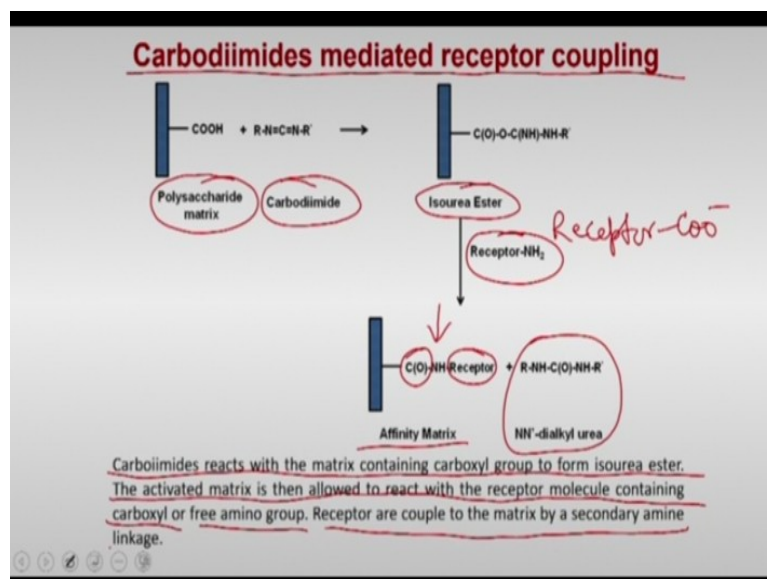 Carbodiimides mediated receptor coupling
COOH + R-N=C=N-R'
C(O)-O-C(NH)-NH-R'
Polysaccharide
matrix
Carbodiimide
Isourea Ester
Receptor-NH₂
Receptor-COO⁻
C(O)-NH-Receptor + R-NH-C(O)-NH-R'
Affinity Matrix
NN'-dialkyl urea
Carboiimides reacts with the matrix containing carboxyl group to form isourea ester.
The activated matrix is then allowed to react with the receptor molecule containing
carboxyl or free amino group. Receptor are couple to the matrix by a secondary amine
linkage.